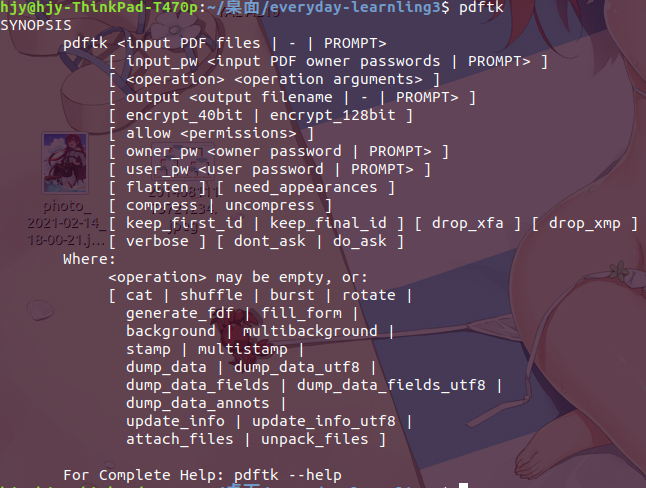 hjy@hjy-ThinkPad-T470p:~/桌面/everyday-learnling3$ pdftk
SYNOPSIS
pdftk <input PDF files | - | PROMPT>
[ input_pw <input PDF owner passwords | PROMPT> ]
[ <operation> <operation arguments> ]
[ output <output filename | - | PROMPT> ]
[ encrypt_40bit | encrypt_128bit ]
[ allow <permissions> ]
[ owner_pw <owner password | PROMPT> ]
[ user_pw <user password | PROMPT> ]
[ flatten ] [ need_appearances ]
[ compress | uncompress ]
[ keep_first_id | keep_final_id ] [ drop_xfa ] [ drop_xmp ]
[ verbose ] [ dont_ask | do_ask ]
Where:
<operation> may be empty, or:
[ cat | shuffle | burst | rotate |
generate_fdf | fill_form |
background | multibackground |
stamp | multistamp |
dump_data | dump_data_utf8 |
dump_data_fields | dump_data_fields_utf8 |
dump_data_annots |
update_info | update_info_utf8 |
attach_files | unpack_files ]
For Complete Help: pdftk --help
photo_
2021-02-14_
18-00-21.j…